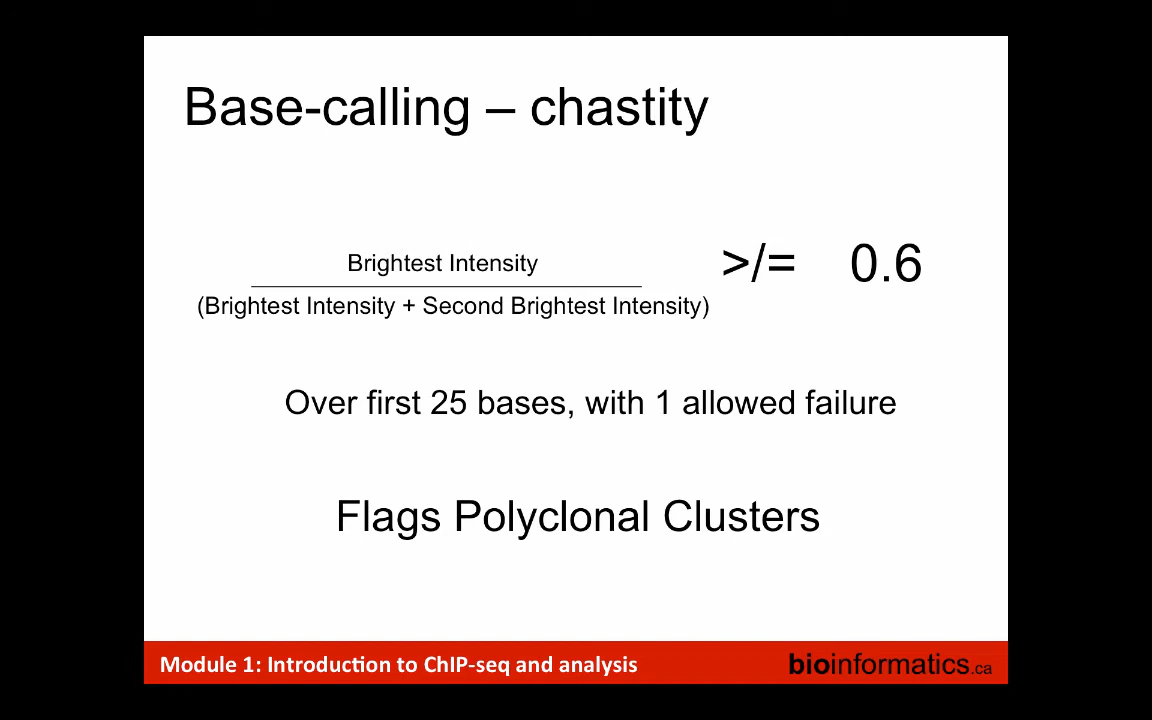 Base-calling – chastity
Brightest Intensity
(Brightest Intensity + Second Brightest Intensity)
>/= 0.6
Over first 25 bases, with 1 allowed failure
Flags Polyclonal Clusters
Module 1: Introduction to ChIP-seq and analysis
bioinformatics.ca